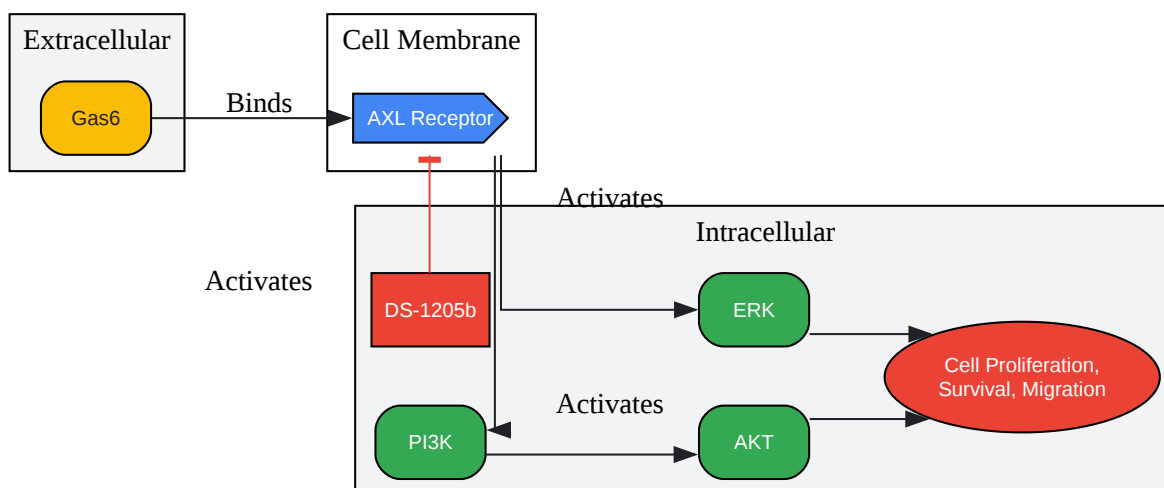 Extracellular
Cell Membrane
Gas6
Binds
AXL Receptor
Activates
Intracellular
Activates
DS-1205b
ERK
Cell Proliferation,
Survival, Migration
Activates
PI3K
AKT